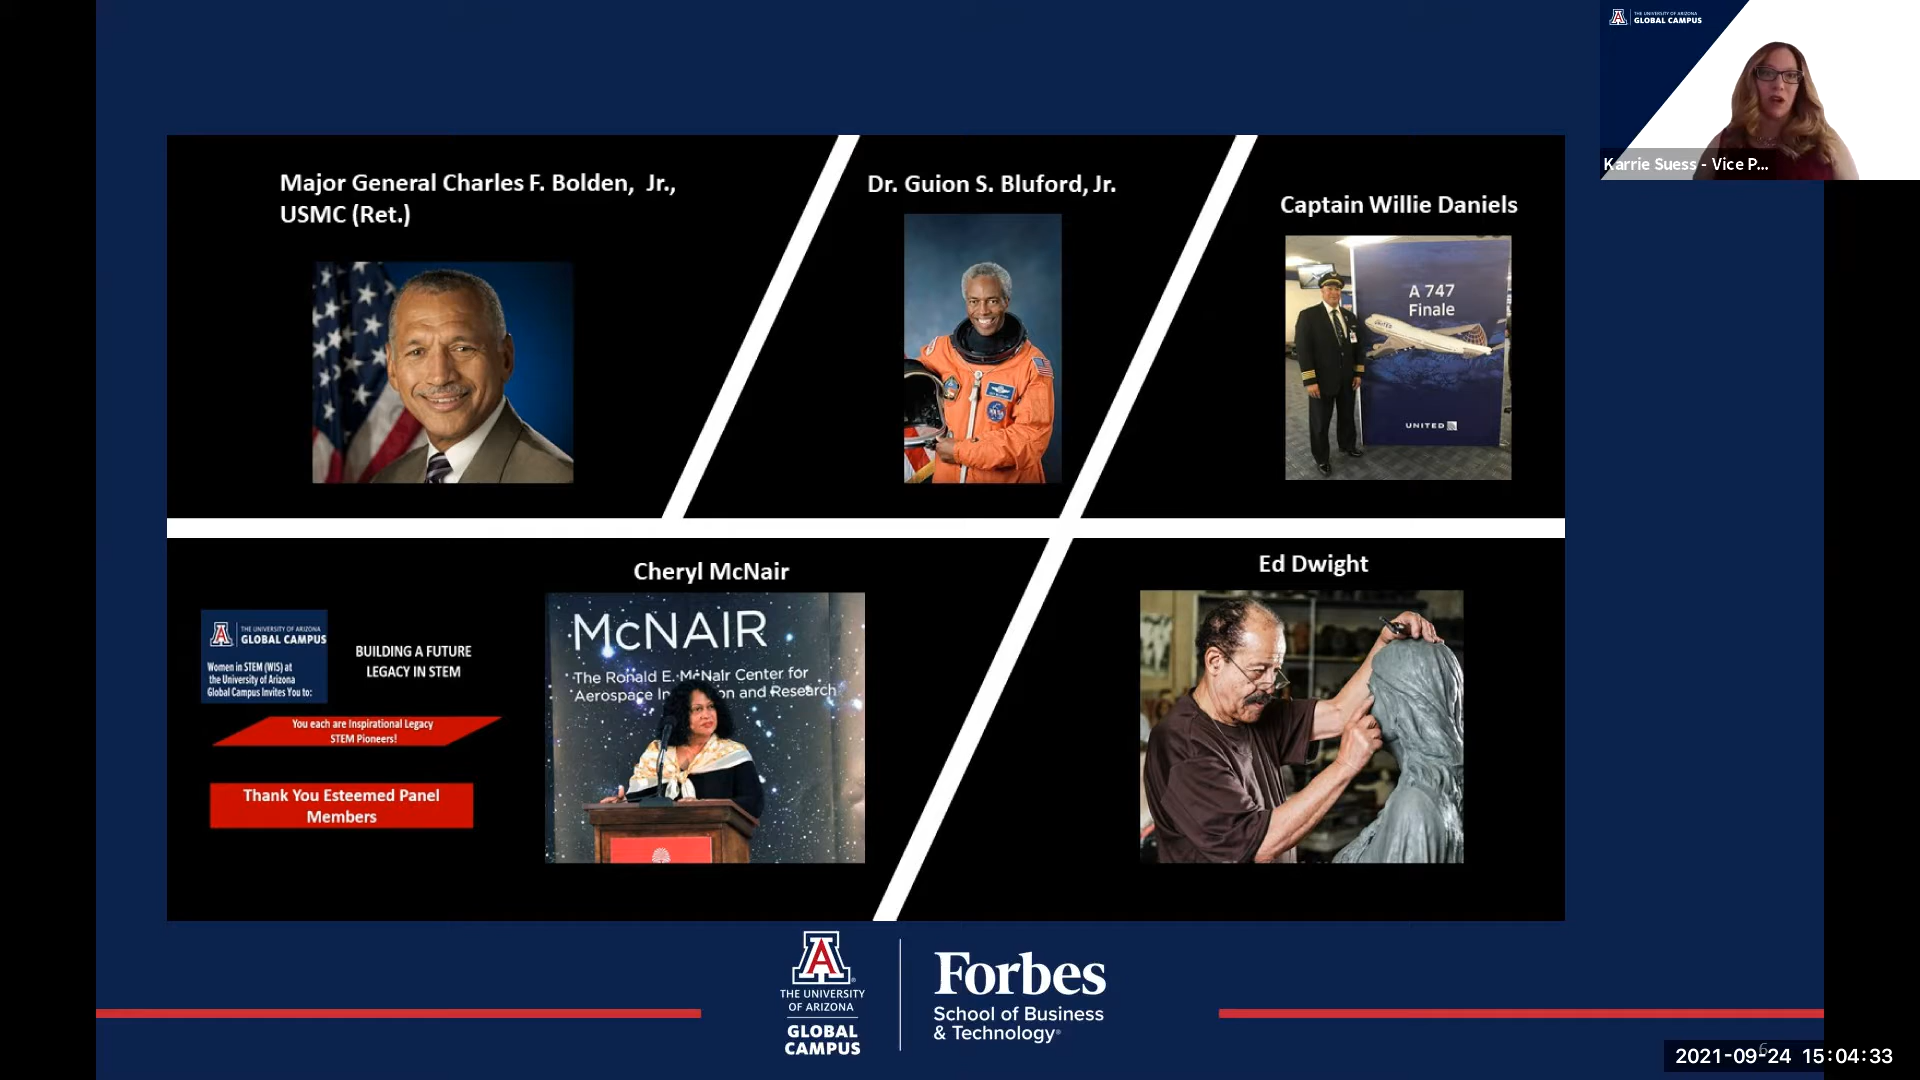 THE UNIVERSITY OF ARIZONA
GLOBAL CAMPUS
Karrie Suess - Vice P...
Major General Charles F. Bolden, Jr.,
USMC (Ret.)
Dr. Guion S. Bluford, Jr.
Captain Willie Daniels
A 747
Finale
UNITED
UNITED
Cheryl McNair
Ed Dwight
THE UNIVERSITY OF ARIZONA
GLOBAL CAMPUS
Women in STEM (WIS) at
the University of Arizona
Global Campus Invites You to:
BUILDING A FUTURE
LEGACY IN STEM
You each are Inspirational Legacy
STEM Pioneers!
Thank You Esteemed Panel
Members
McNAIR
The Ronald E. McNair Center for
Aerospace In on and Research
THE UNIVERSITY
OF ARIZONA
GLOBAL
CAMPUS
Forbes
School of Business
& Technology®
6
2021-09-24 15:04:33